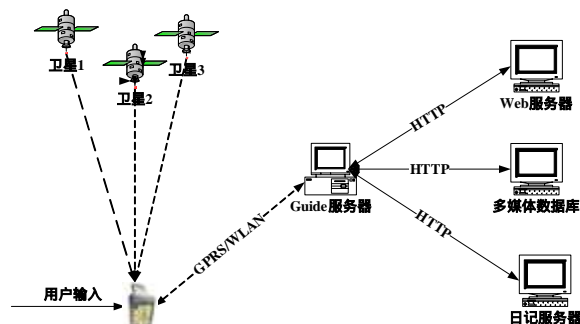 卫星1
卫星2
卫星3
Web服务器
HTTP
HTTP
多媒体数据库
Guide服务器
HTTP
GPRS/WLAN
用户输入
日记服务器